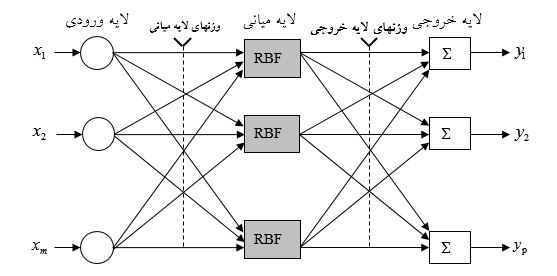 لایه ورودی
وزنهای لایه میانی
لایه میانی
وزنهای لایه خروجی
لایه خروجی
x1 RBF Σ y1
x2 RBF Σ y2
xm RBF Σ yp